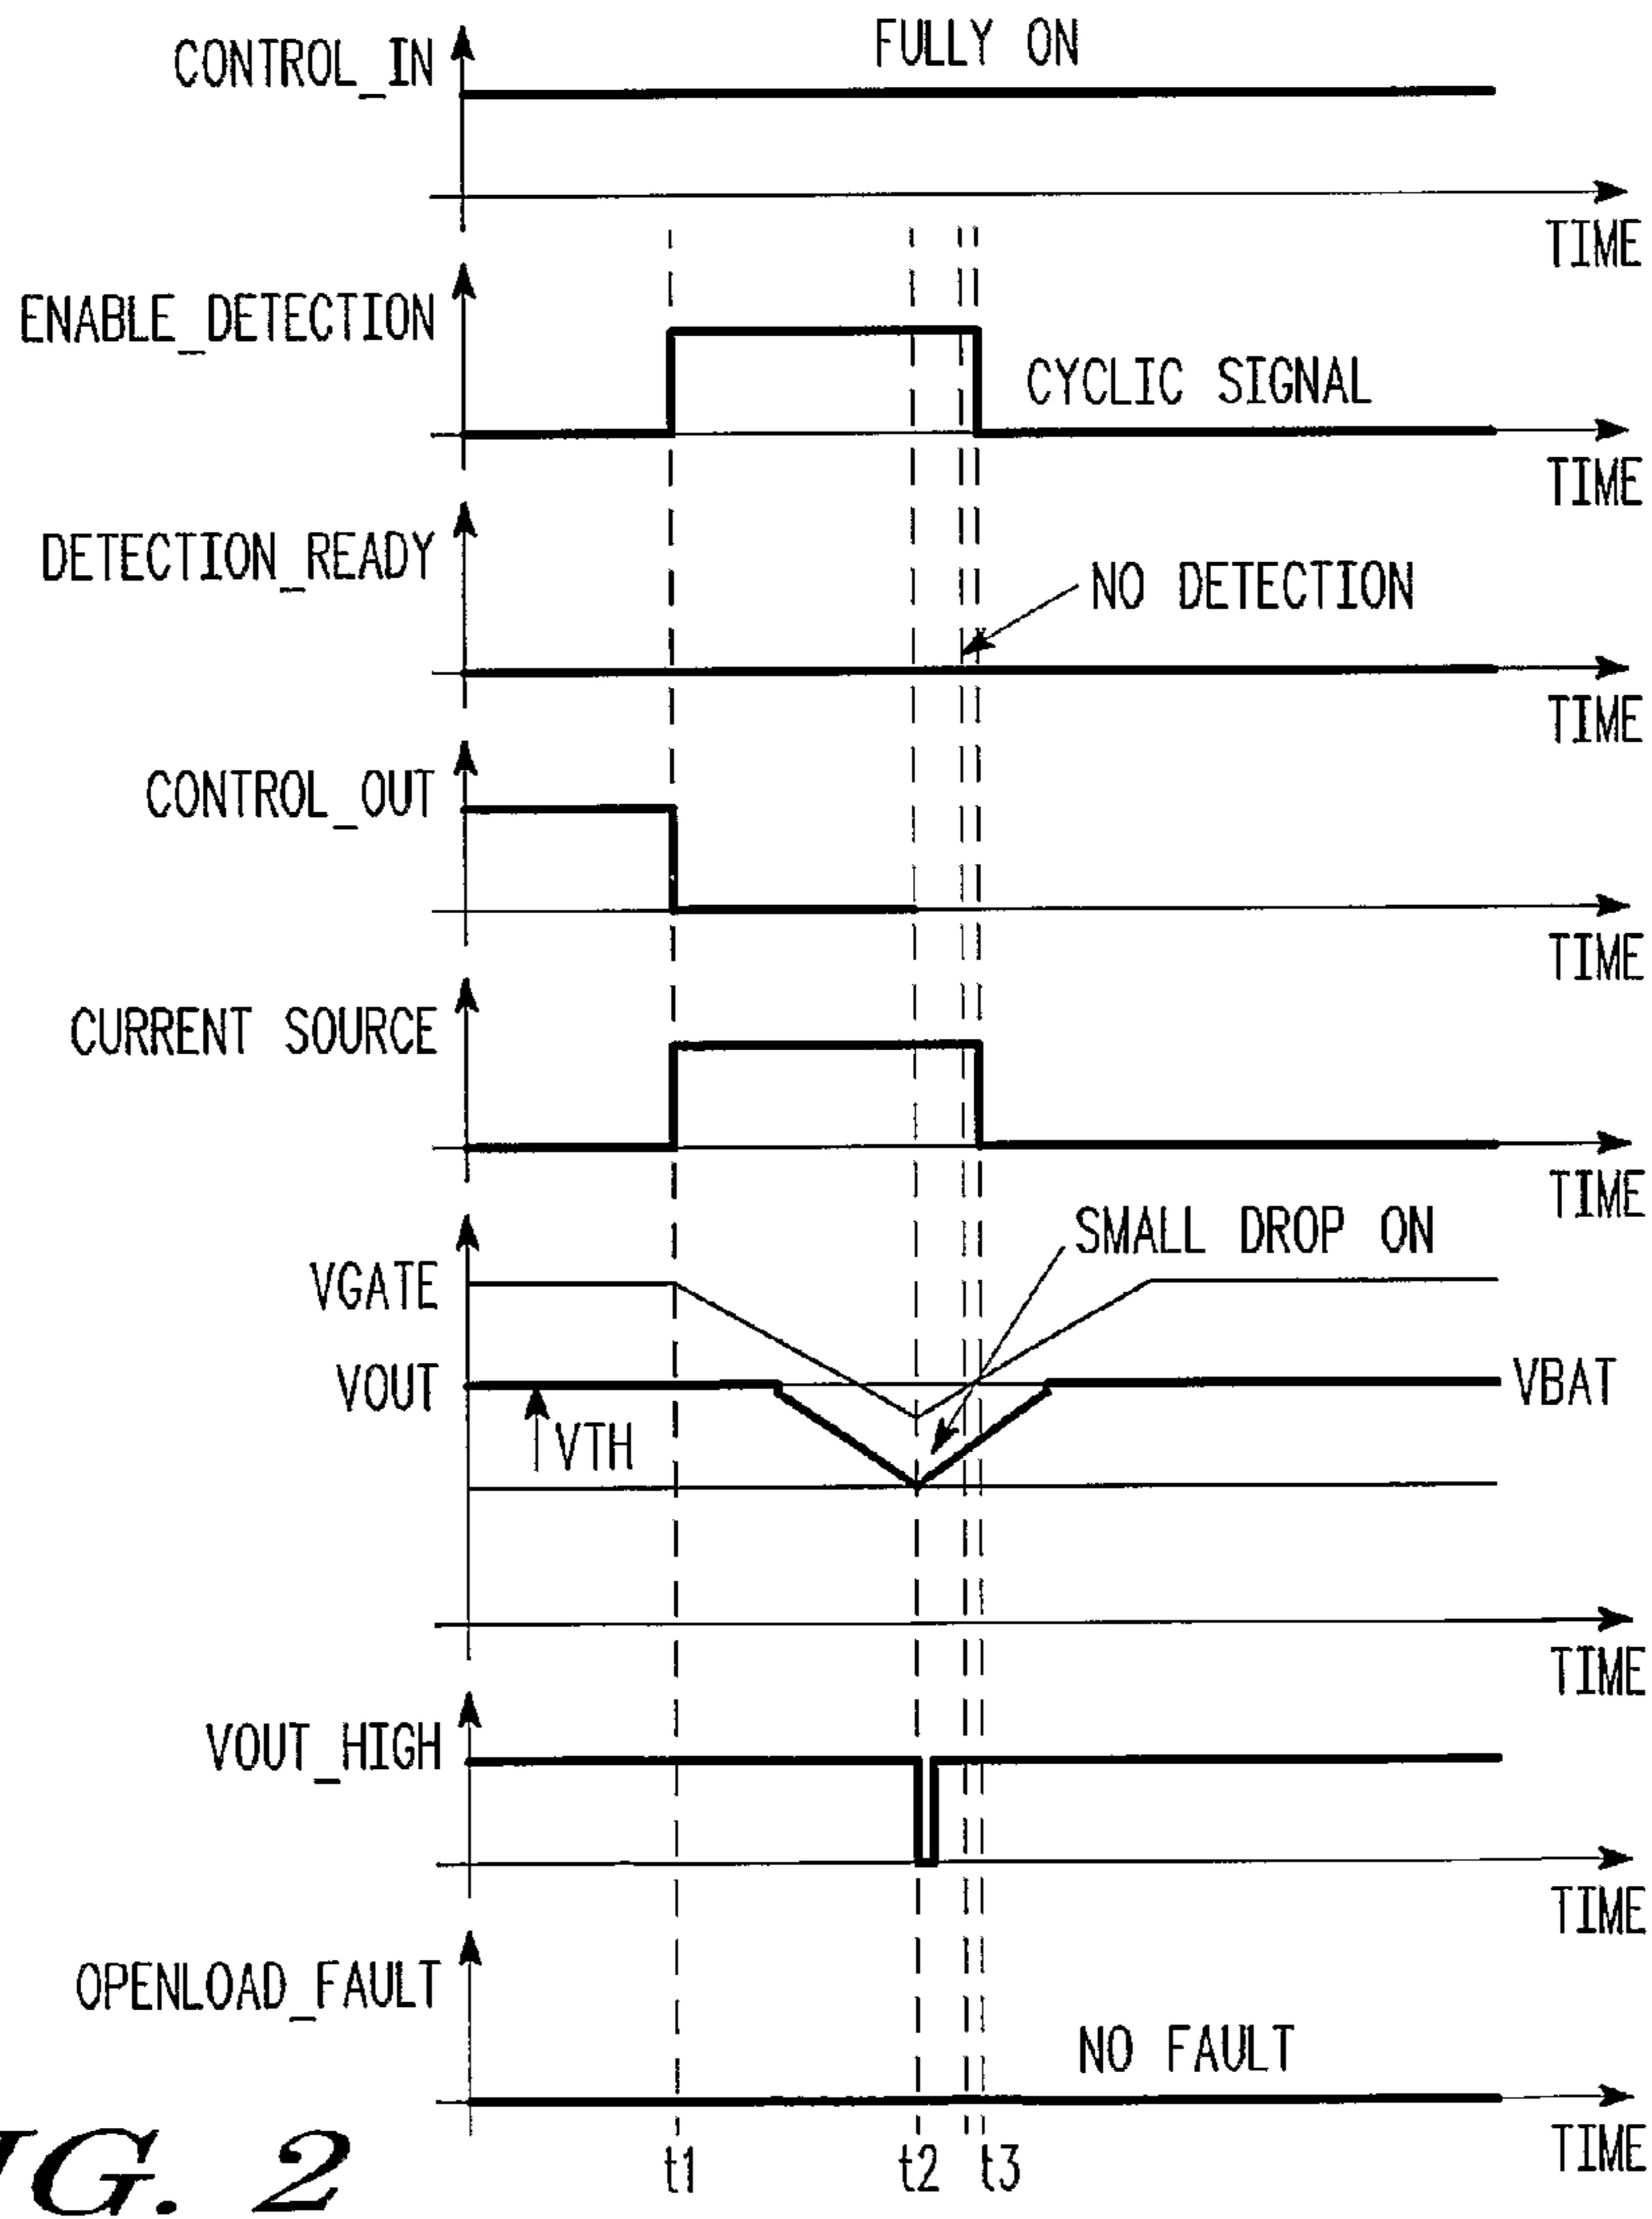 CONTROL_IN
FULLY ON
TIME
ENABLE_DETECTION
CYCLIC SIGNAL
TIME
DETECTION_READY
NO DETECTION
TIME
CONTROL_OUT
TIME
CURRENT SOURCE
TIME
SMALL DROP ON
VGATE
VOUT
VBAT
VTH
TIME
VOUT_HIGH
TIME
OPENLOAD_FAULT
NO FAULT
TIME
t1 t2 t3
G. 2